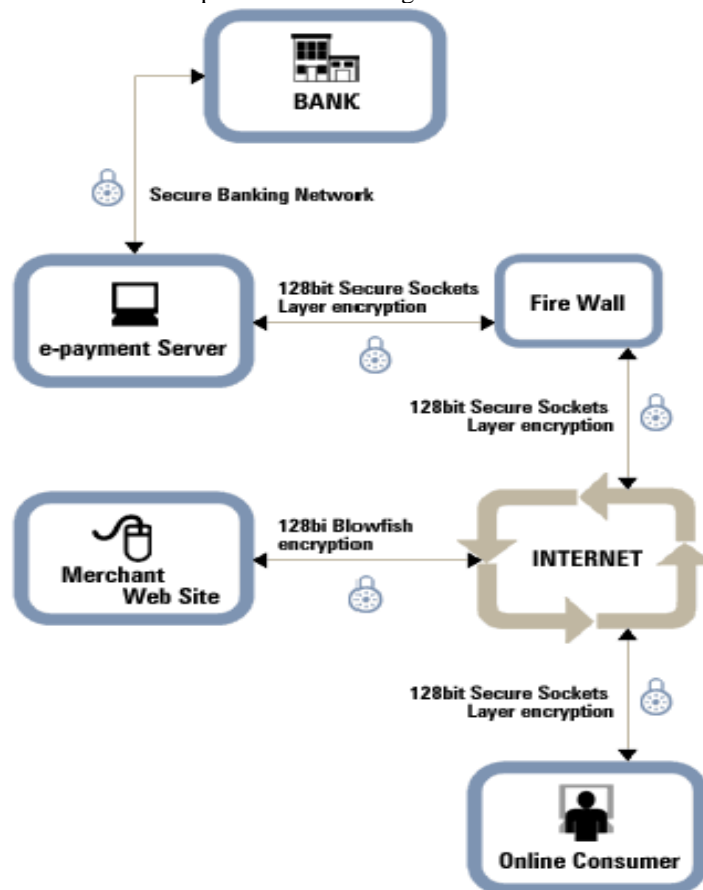 BANK
Secure Banking Network
128bit Secure Sockets
Layer encryption
Fire Wall
e-payment Server
128bit Secure Sockets
Layer encryption
128bi Blowfish
encryption
INTERNET
Merchant
Web Site
128bit Secure Sockets
Layer encryption
Online Consumer